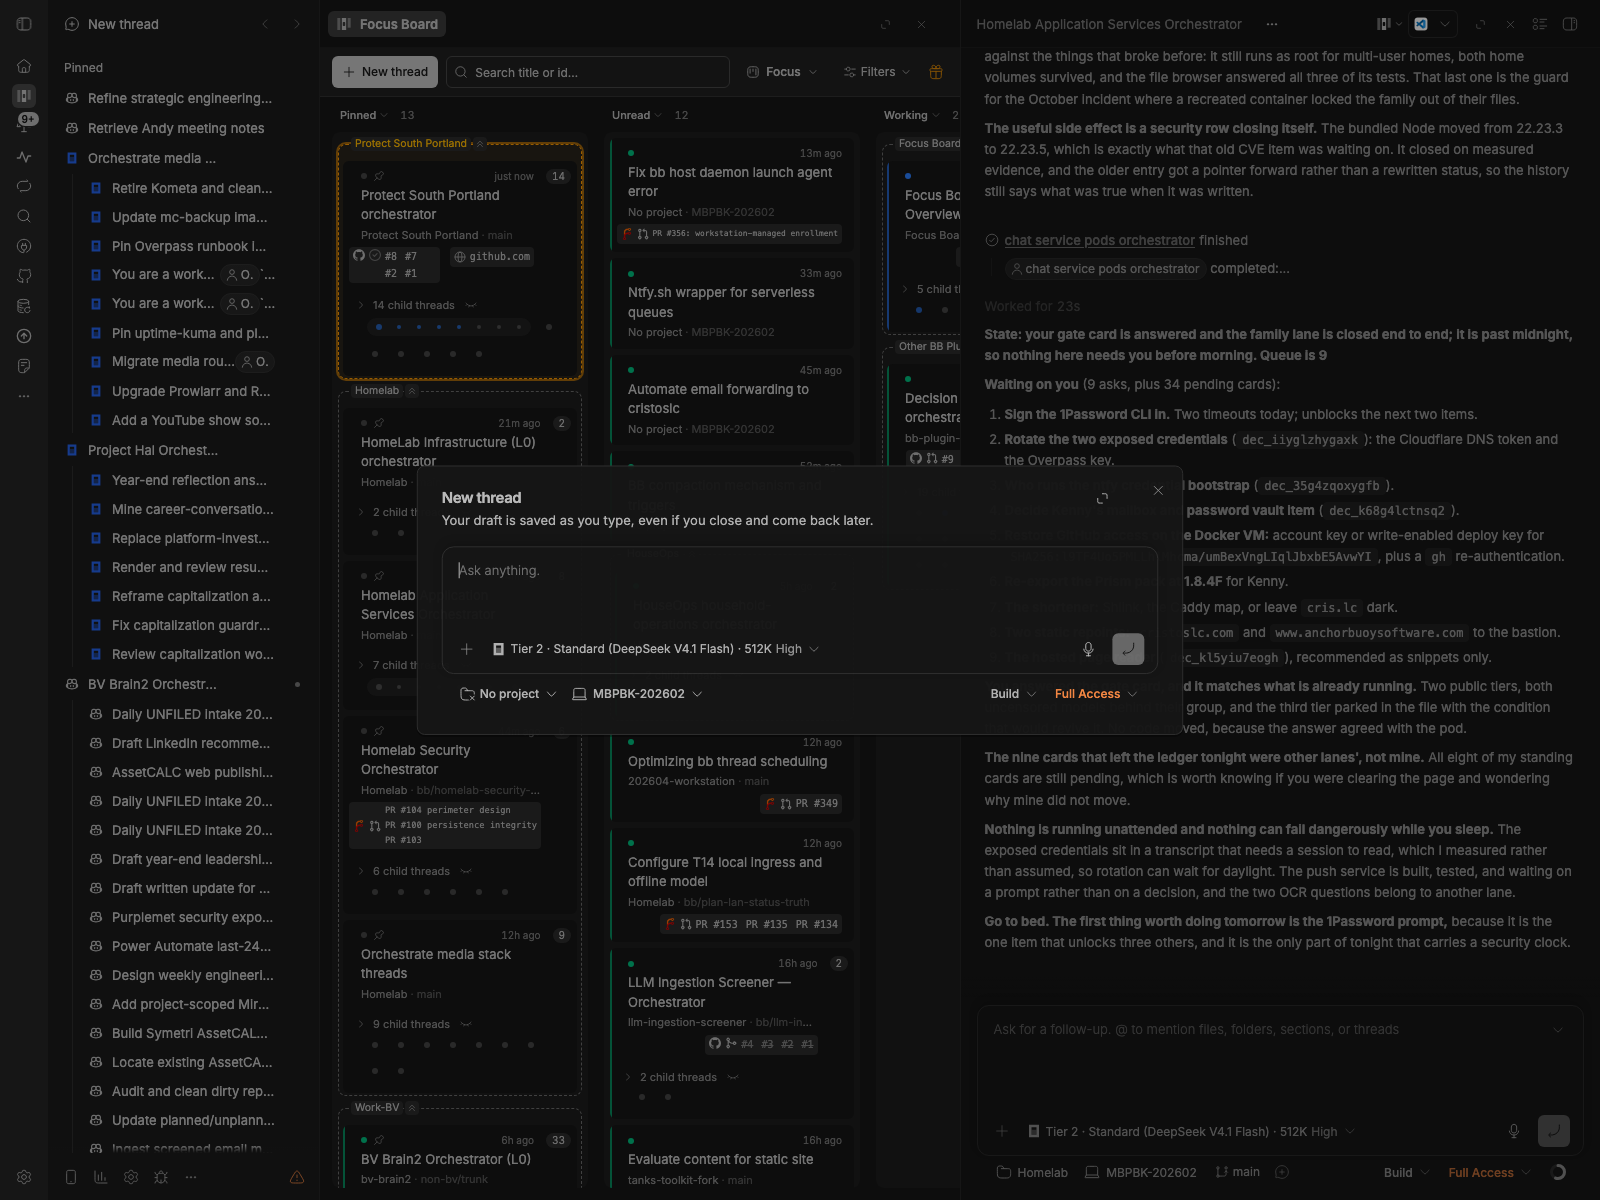 New thread
Pinned
Refine strategic engineering...
Retrieve Andy meeting notes
Orchestrate media ...
Retire Kometa and clean...
Update mc-backup ima...
Pin Overpass runbook i...
You are a work... O. `...
You are a work... O. `...
Pin uptime-kuma and pl...
Migrate media rou... O.
Upgrade Prowlarr and R...
Add a YouTube show so...
Project Hal Orchest...
Year-end reflection ans...
Mine career-conversatio...
Replace platform-invest...
Render and review resu...
Reframe capitalization a...
Fix capitalization guardr...
Review capitalization wo...
BV Brain2 Orchestr...
Daily UNFILED intake 20...
Draft LinkedIn recomme...
AssetCALC web publishi...
Daily UNFILED intake 20...
Daily UNFILED intake 20...
Draft year-end leadershi...
Draft written update for ...
Purplemet security expo...
Power Automate last-24...
Design weekly engineeri...
Add project-scoped Mir...
Build Symetri AssetCAL...
Locate existing AssetCA...
Audit and clean dirty rep...
Update planned/unplann...
Ingest screened email m...
9+
Focus Board
New thread
Search title or id...
Focus
Filters
Pinned 13
Protect South Portland
just now 14
Protect South Portland
orchestrator
Protect South Portland · main
#8 #7
#2 #1
github.com
14 child threads
Homelab
21m ago 2
HomeLab Infrastructure (L0)
orchestrator
Homelab
2 child
Homelab
Services
Homelab
7 child
Homelab Security
Orchestrator
Homelab · bb/homelab-security-...
PR #104 perimeter design
PR #100 persistence integrity
PR #103
6 child threads
12h ago 9
Orchestrate media stack
threads
Homelab · main
9 child threads
Work-BV
6h ago 33
BV Brain2 Orchestrator (L0)
bv-brain2 · non-bv/trunk
Unread 12
13m ago
Fix bb host daemon launch agent
error
No project · MBPBK-202602
PR #356: workstation-managed enrollment
33m ago
Ntfy.sh wrapper for serverless
queues
No project · MBPBK-202602
45m ago
Automate email forwarding to
cristosic
No project · MBPBK-202602
12h ago
Optimizing bb thread scheduling
202604-workstation · main
PR #349
12h ago
Configure T14 local ingress and
offline model
Homelab · bb/plan-lan-status-truth
PR #153 PR #135 PR #134
16h ago 2
LLM Ingestion Screener —
Orchestrator
llm-ingestion-screener · bb/llm-in...
#4 #3 #2 #1
2 child threads
16h ago
Evaluate content for static site
tanks-toolkit-fork · main
Working 2
Focus Board
Focus Bo
Overview
Focus Boa
5 child t
Other BB Plu
Decision
orchestra
bb-plugin-
#9
New thread
Your draft is saved as you type, even if you close and come back later.
Ask anything.
Tier 2 · Standard (DeepSeek V4.1 Flash) · 512K High
No project
MBPBK-202602
Build
Full Access
Homelab Application Services Orchestrator
against the things that broke before: it still runs as root for multi-user homes, both home
volumes survived, and the file browser answered all three of its tests. That last one is the guard
for the October incident where a recreated container locked the family out of their files.
The useful side effect is a security row closing itself. The bundled Node moved from 22.23.3
to 22.23.5, which is exactly what that old CVE item was waiting on. It closed on measured
evidence, and the older entry got a pointer forward rather than a rewritten status, so the history
still says what was true when it was written.
chat service pods orchestrator finished
chat service pods orchestrator completed:...
Worked for 23s
State: your gate card is answered and the family lane is closed end to end; it is past midnight,
so nothing here needs you before morning. Queue is 9
Waiting on you (9 asks, plus 34 pending cards):
1. Sign the 1Password CLI in. Two timeouts today; unblocks the next two items.
2. Rotate the two exposed credentials ( dec_iiyglzhygaxk ): the Cloudflare DNS token and
the Overpass key.
bootstrap ( dec_35g4zqoxygfb ).
password vault item ( dec_k68g4lctnsq2 ).
e Docker VM: account key or write-enabled deploy key for
ma/umBexVngLIqlJbxbE5AvwYI , plus a gh re-authentication.
1.8.4F for Kenny.
addy map, or leave cris.lc dark.
slc.com and www.anchorbuoysoftware.com to the bastion.
c_kl5yiu7eogh ), recommended as snippets only.
and it matches what is already running. Two public tiers, both
group, and the third tier parked in the file with the condition
ved, because the answer agreed with the pod.
The nine cards that left the ledger tonight were other lanes', not mine. All eight of my standing
cards are still pending, which is worth knowing if you were clearing the page and wondering
why mine did not move.
Nothing is running unattended and nothing can fail dangerously while you sleep. The
exposed credentials sit in a transcript that needs a session to read, which I measured rather
than assumed, so rotation can wait for daylight. The push service is built, tested, and waiting on
a prompt rather than on a decision, and the two OCR questions belong to another lane.
Go to bed. The first thing worth doing tomorrow is the 1Password prompt, because it is the
one item that unlocks three others, and it is the only part of tonight that carries a security clock.
Ask for a follow-up. @ to mention files, folders, sections, or threads
Tier 2 · Standard (DeepSeek V4.1 Flash) · 512K High
Homelab
MBPBK-202602
main
Build
Full Access